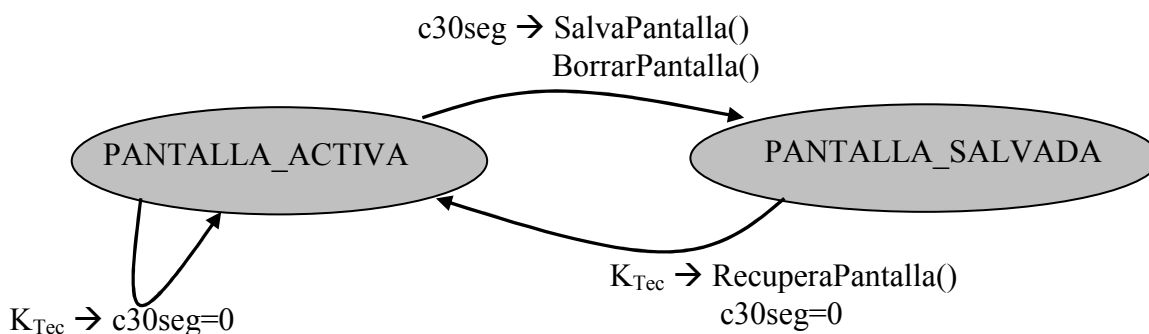 c30seg → SalvaPantalla()
BorrarPantalla()
PANTALLA_ACTIVA
PANTALLA_SALVADA
K_Tec → RecuperaPantalla()
c30seg=0
K_Tec → c30seg=0